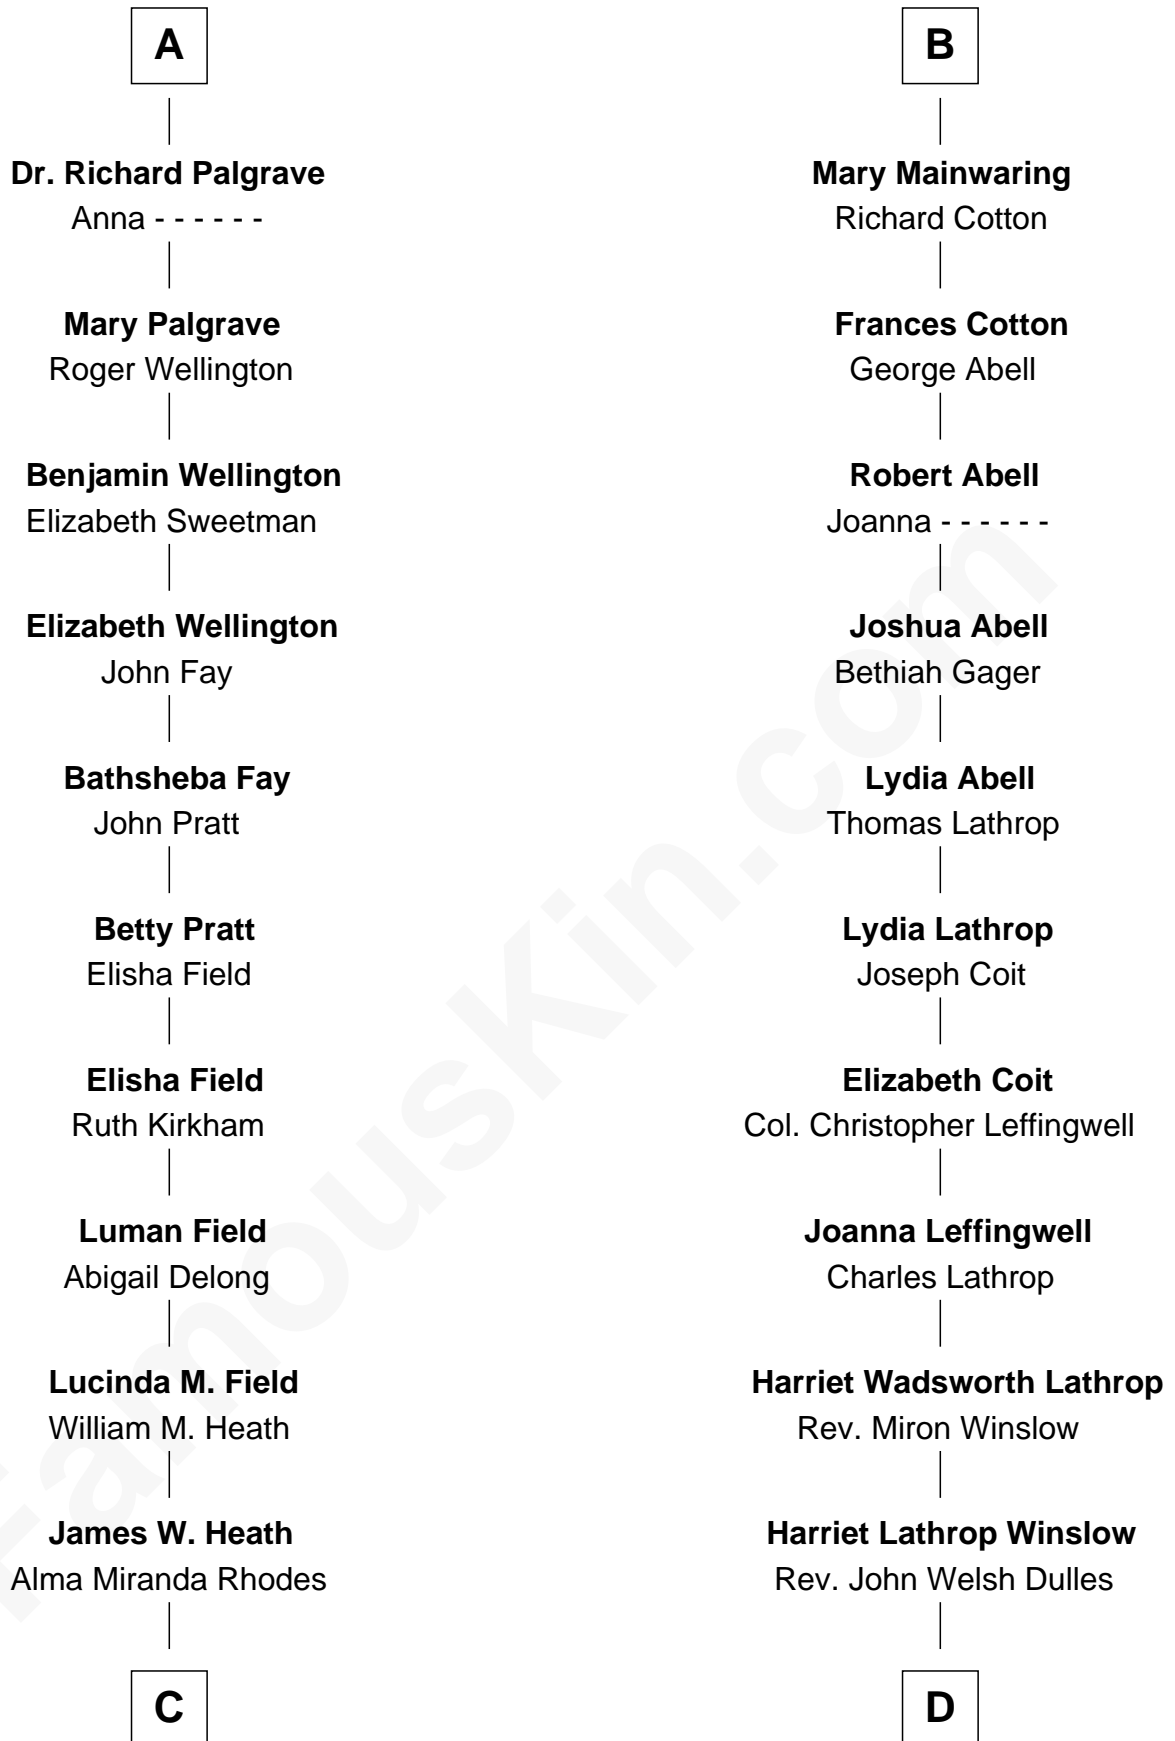 A
Dr. Richard Palgrave
Anna - - - - - -
Mary Palgrave
Roger Wellington
Benjamin Wellington
Elizabeth Sweetman
Elizabeth Wellington
John Fay
Bathsheba Fay
John Pratt
Betty Pratt
Elisha Field
Elisha Field
Ruth Kirkham
Luman Field
Abigail Delong
Lucinda M. Field
William M. Heath
James W. Heath
Alma Miranda Rhodes
C
B
Mary Mainwaring
Richard Cotton
Frances Cotton
George Abell
Robert Abell
Joanna - - - - - -
Joshua Abell
Bethiah Gager
Lydia Abell
Thomas Lathrop
Lydia Lathrop
Joseph Coit
Elizabeth Coit
Col. Christopher Leffingwell
Joanna Leffingwell
Charles Lathrop
Harriet Wadsworth Lathrop
Rev. Miron Winslow
Harriet Lathrop Winslow
Rev. John Welsh Dulles
D
FamousKin.com